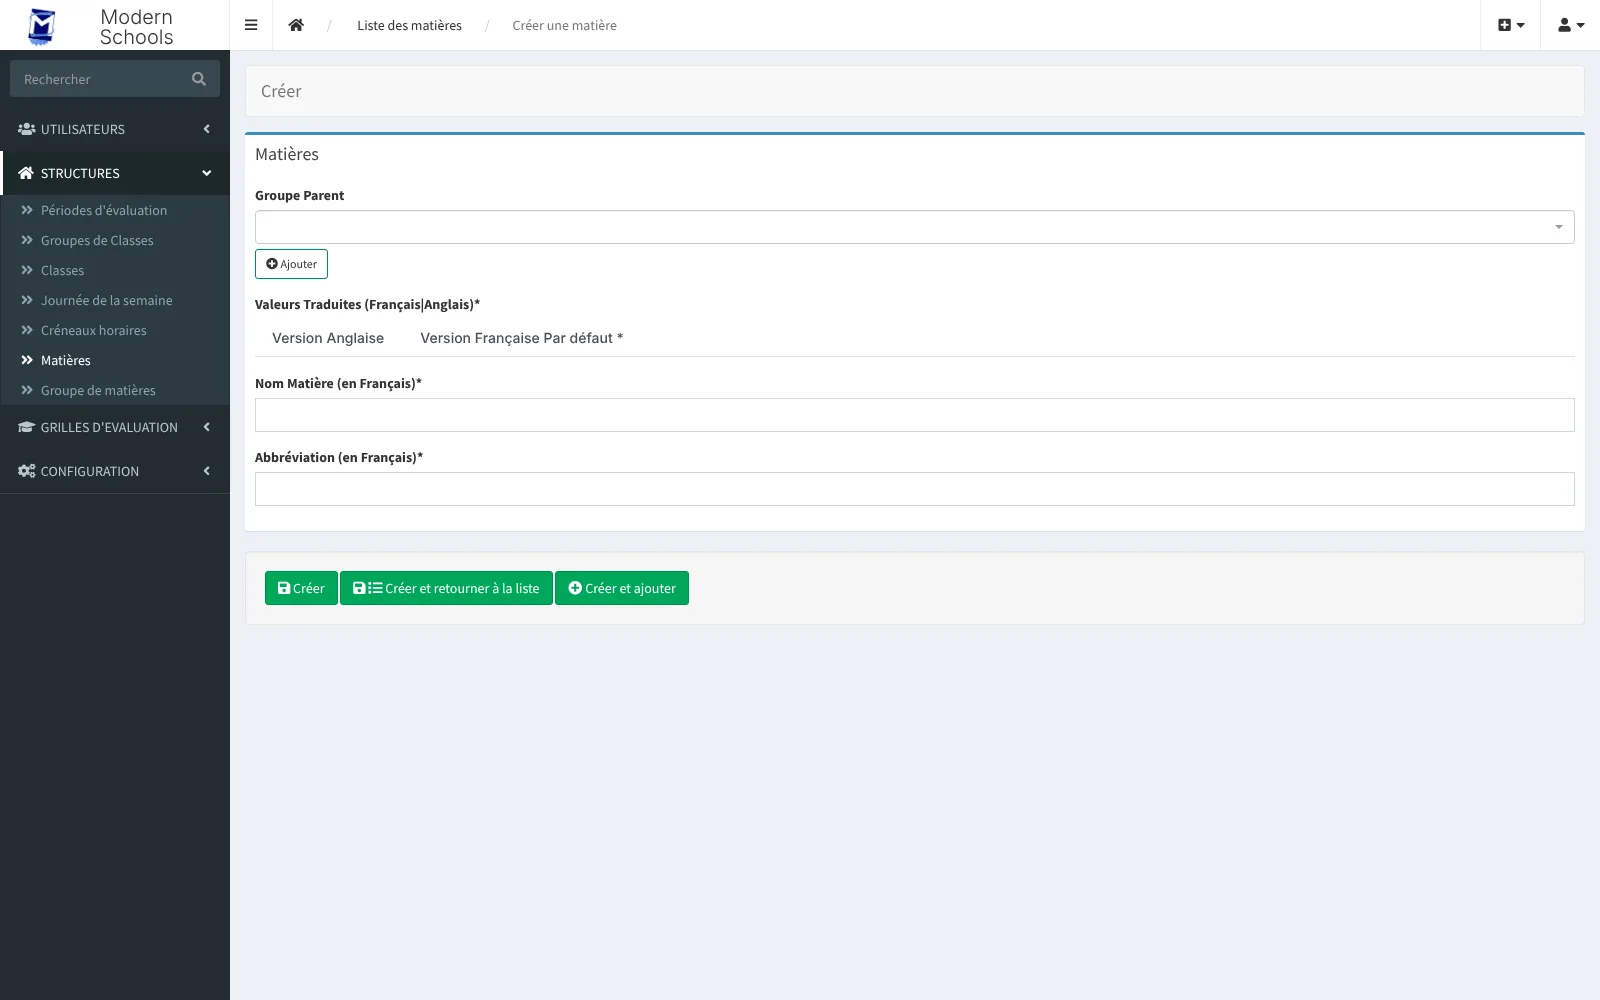 Modern
Schools
Liste des matières / Créer une matière
/
Rechercher
UTILISATEURS
STRUCTURES
Périodes d'évaluation
Groupes de Classes
Classes
Journée de la semaine
Créneaux horaires
Matières
Groupe de matières
GRILLES D'EVALUATION
CONFIGURATION
Créer
Matières
Groupe Parent
Ajouter
Valeurs Traduites (Français|Anglais)*
Version Anglaise Version Française Par défaut *
Nom Matière (en Français)*
Abbréviation (en Français)*
Créer Créer et retourner à la liste Créer et ajouter